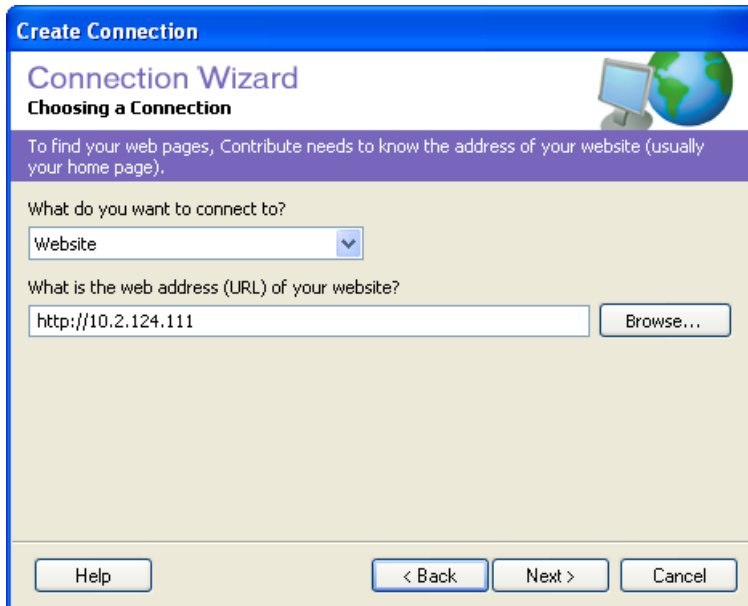 Create Connection
Connection Wizard
Choosing a Connection
To find your web pages, Contribute needs to know the address of your website (usually
your home page).
What do you want to connect to?
Website
What is the web address (URL) of your website?
http://10.2.124.111
Browse...
Help
< Back
Next >
Cancel